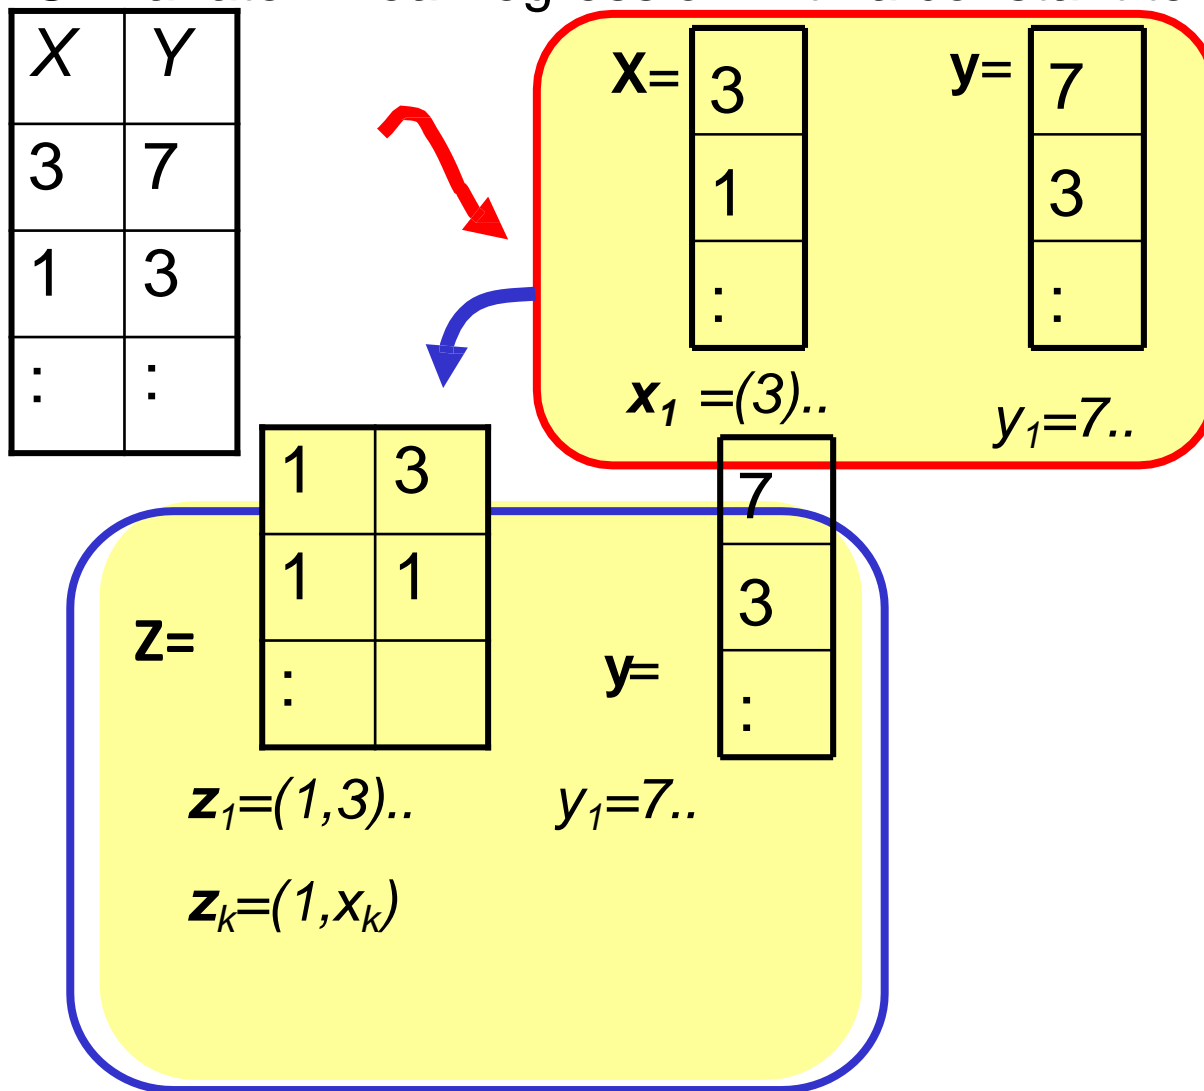 X Y
3 7
1 3
: :
X= 3
1
:
y= 7
3
:
x1 =(3)..
y1=7..
Z=
1 3
1 1
:
y=
7
3
:
z1=(1,3)..
y1=7..
zk=(1,xk)